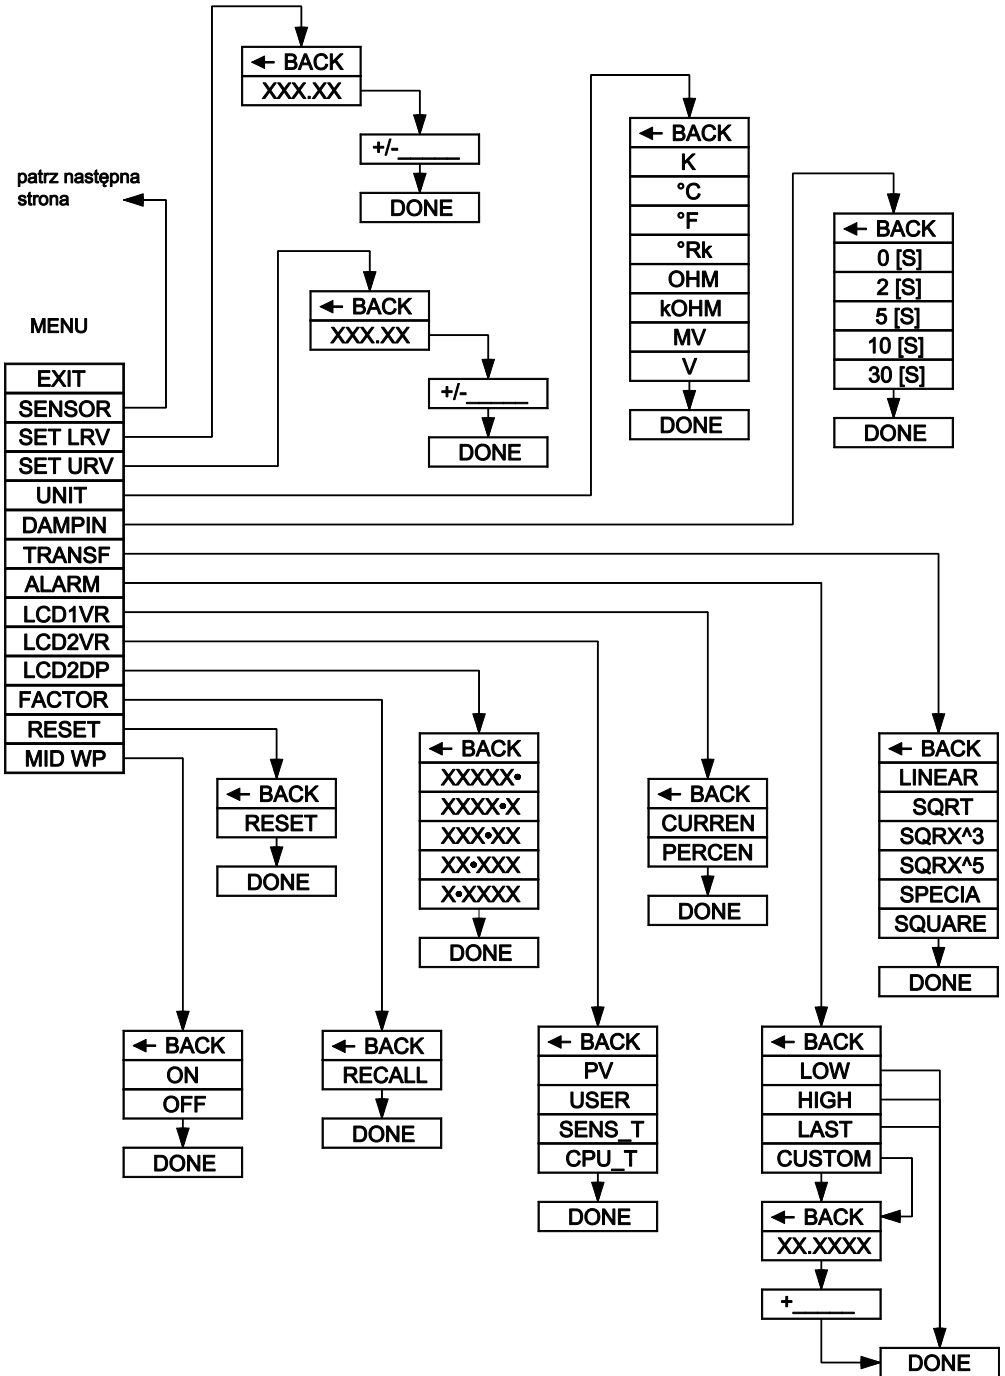 ← BACK
XXX.XX
+/-_____
DONE
patrz następna
strona
← BACK
XXX.XX
+/-_____
DONE
← BACK
K
°C
°F
°Rk
OHM
kOHM
MV
V
DONE
← BACK
0 [S]
2 [S]
5 [S]
10 [S]
30 [S]
DONE
MENU
EXIT
SENSOR
SET LRV
SET URV
UNIT
DAMPIN
TRANSF
ALARM
LCD1VR
LCD2VR
LCD2DP
FACTOR
RESET
MID WP
← BACK
RESET
DONE
← BACK
XXXXX•
XXXX•X
XXX•XX
XX•XXX
X•XXXX
DONE
← BACK
CURREN
PERCEN
DONE
← BACK
LINEAR
SQRT
SQRX^3
SQRX^5
SPECIA
SQUARE
DONE
← BACK
ON
OFF
DONE
← BACK
RECALL
DONE
← BACK
PV
USER
SENS_T
CPU_T
DONE
← BACK
LOW
HIGH
LAST
CUSTOM
← BACK
XX.XXXX
+_____
DONE